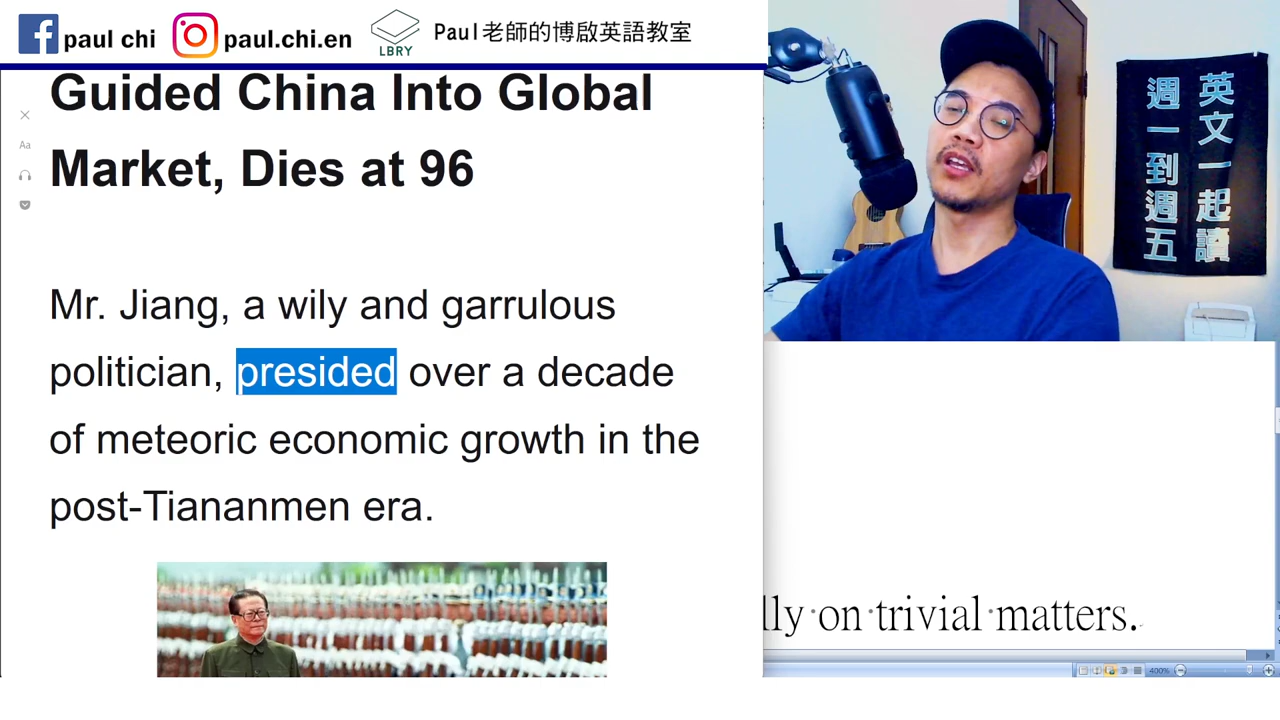 paul chi
paul.chi.en
LBRY
Paul老師的博啟英語教室
Guided China Into Global
Market, Dies at 96
Aa
Mr. Jiang, a wily and garrulous
politician, presided over a decade
of meteoric economic growth in the
post-Tiananmen era.
英文一起讀
週一到週五
lly on trivial matters.
400%